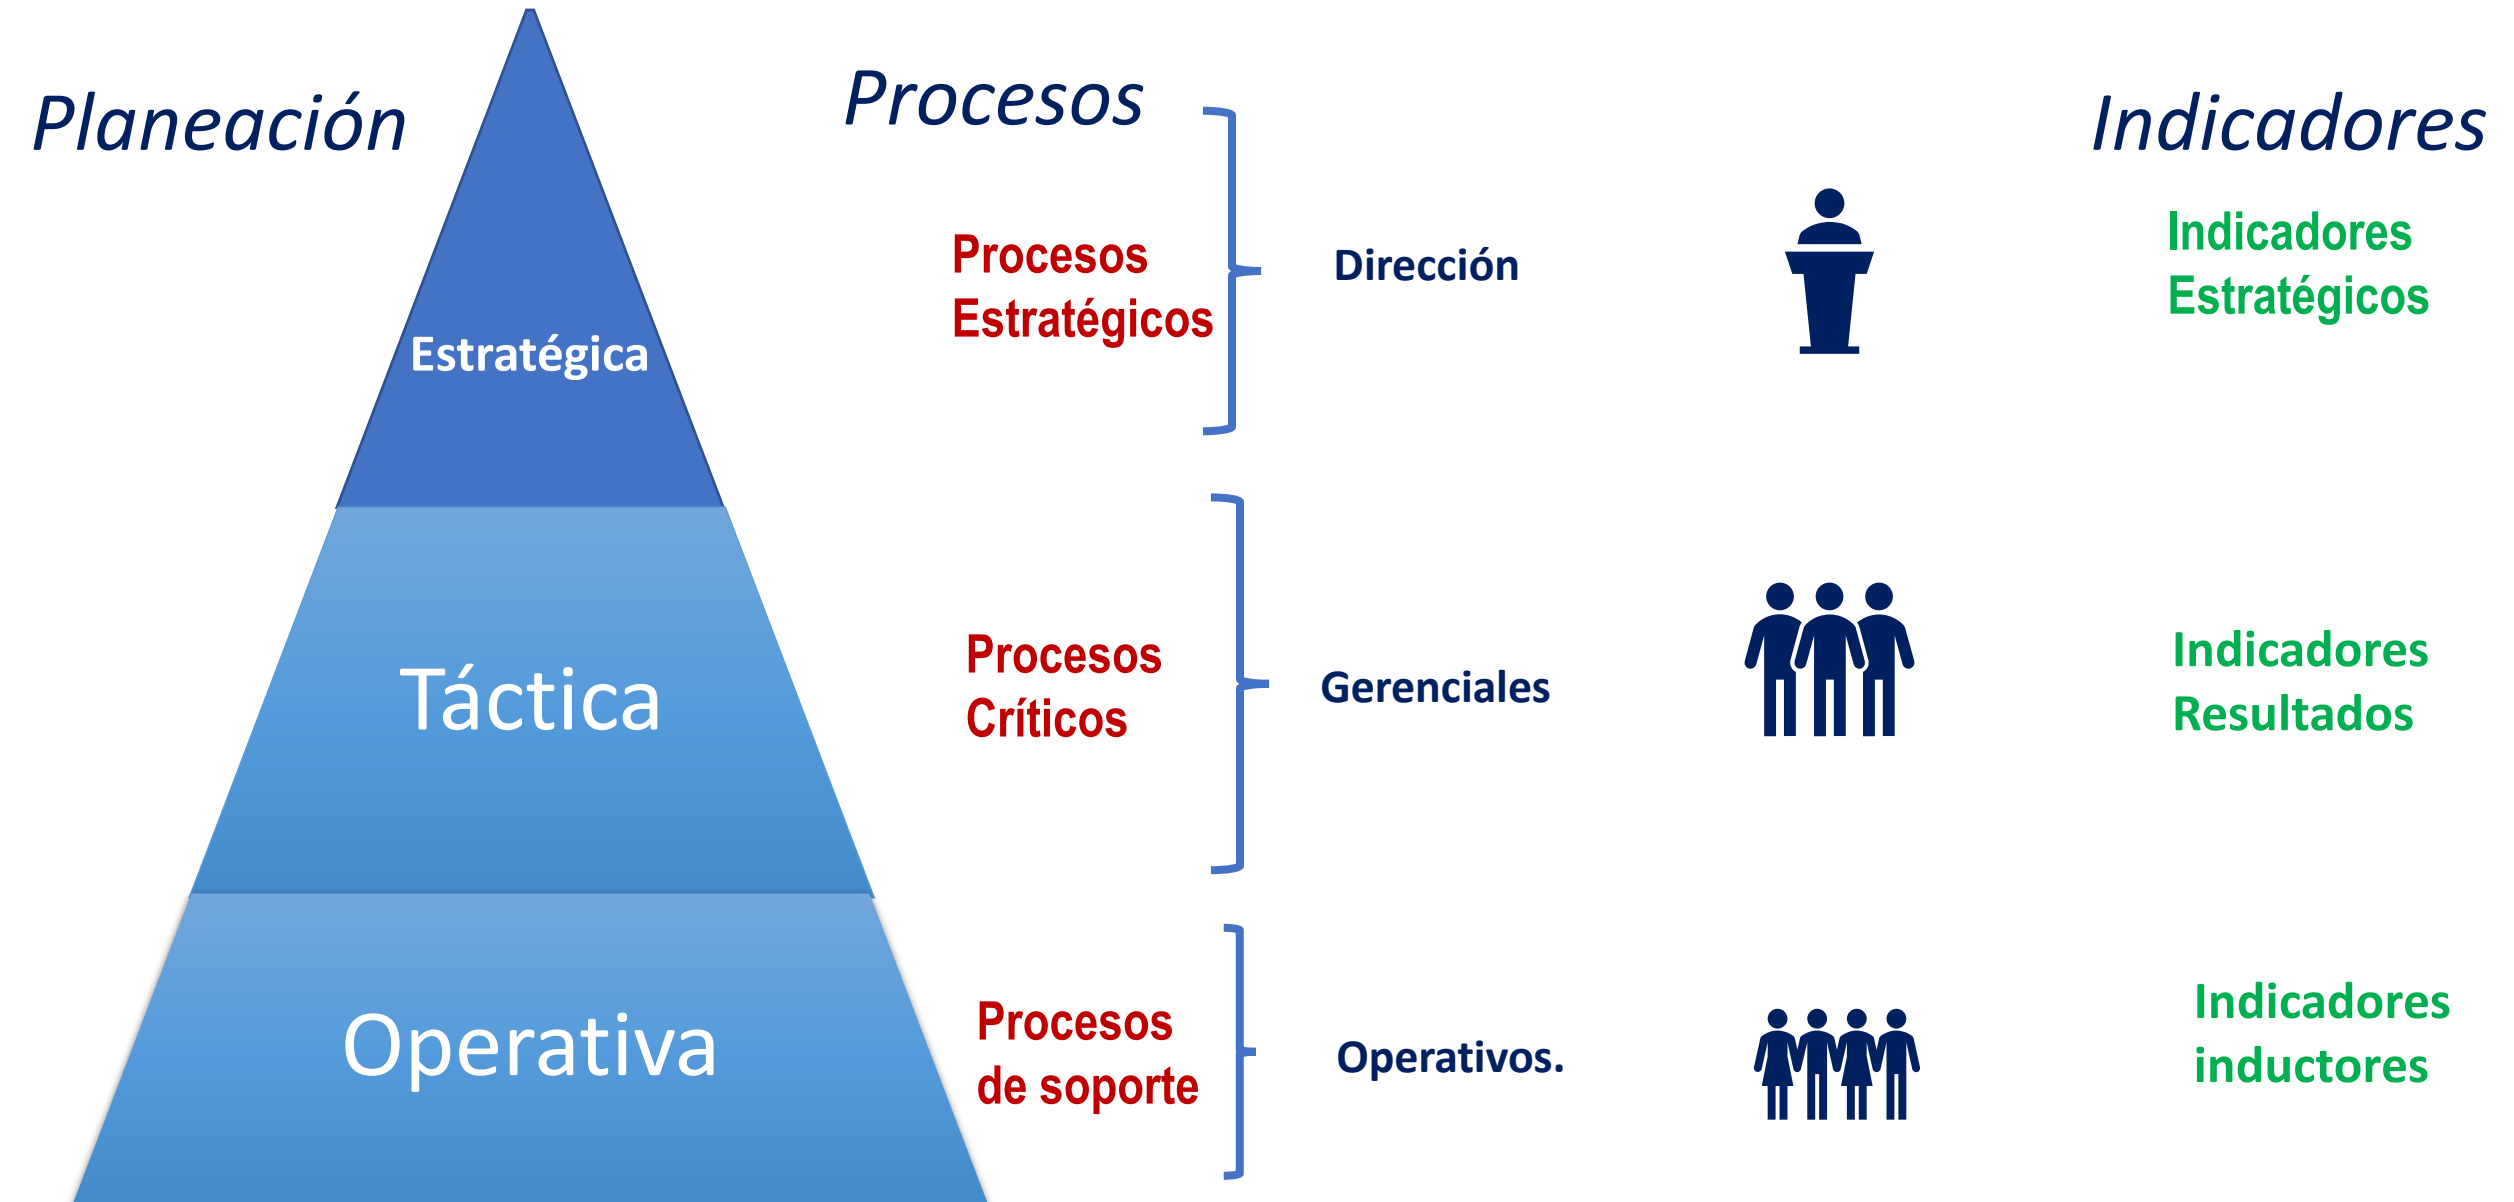 Planeación
Procesos
Indicadores
Estratégica
Procesos
Estratégicos
Dirección
Indicadores
Estratégicos
Táctica
Procesos
Críticos
Gerenciales
Indicadores
Resultados
Operativa
Procesos
de soporte
Operativos.
Indicadores
inductores